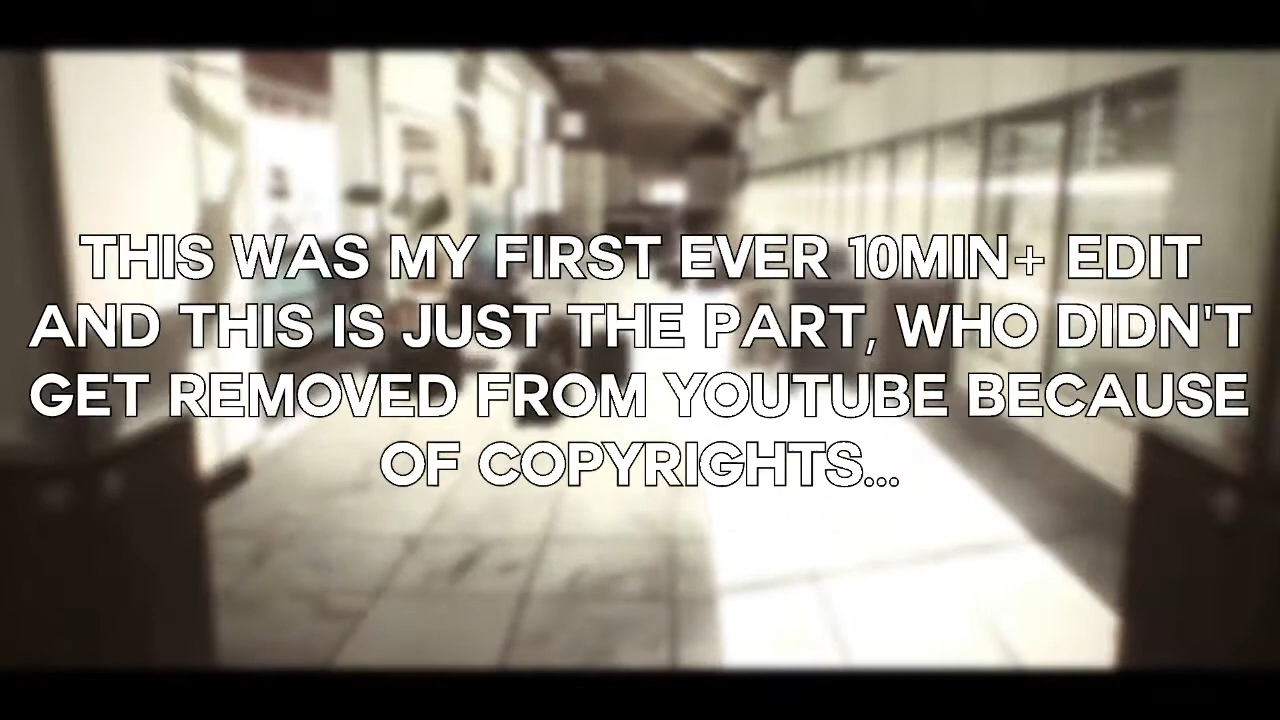 THIS WAS MY FIRST EVER 10MIN+ EDIT
AND THIS IS JUST THE PART, WHO DIDN'T
GET REMOVED FROM YOUTUBE BECAUSE
OF COPYRIGHTS...